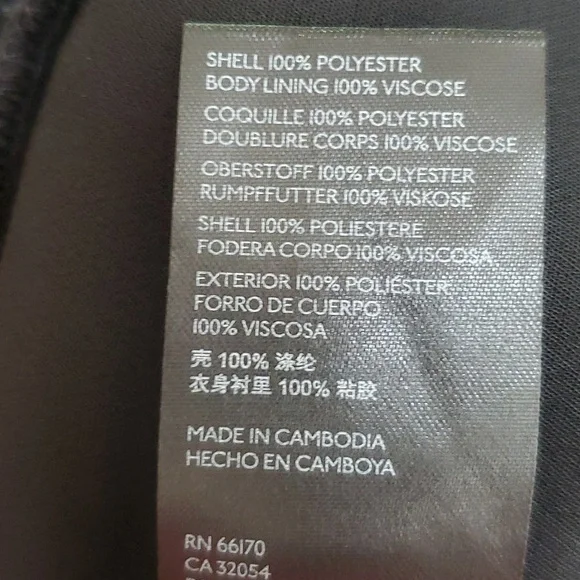 SHELL 100% POLYESTER
BODY LINING 100% VISCOSE
COQUILLE 100% POLYESTER
DOUBLURE CORPS 100% VISCOSE
OBERSTOFF 100% POLYESTER
RUMPFFUTTER 100% VISKOSE
SHELL 100% POLIESTERE
FODERA CORPO 100% VISCOSA
EXTERIOR 100% POLIÉSTER
FORRO DE CUERPO
100% VISCOSA
壳 100% 涤纶
衣身衬里 100% 粘胶
MADE IN CAMBODIA
HECHO EN CAMBOYA
RN 66170
CA 32054